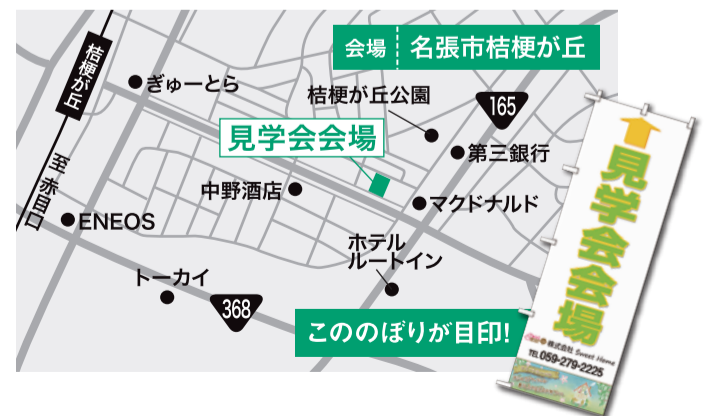 会場 名張市桔梗が丘
桔梗が丘
ぎゅーとら
桔梗が丘公園
165
見学会会場
第三銀行
中野酒店
マクドナルド
至 赤目口
ENEOS
ホテル
ルートイン
トーカイ
368
こののぼりが目印!
見学会会場
株式会社 Sweet Home
TEL 059-279-2225